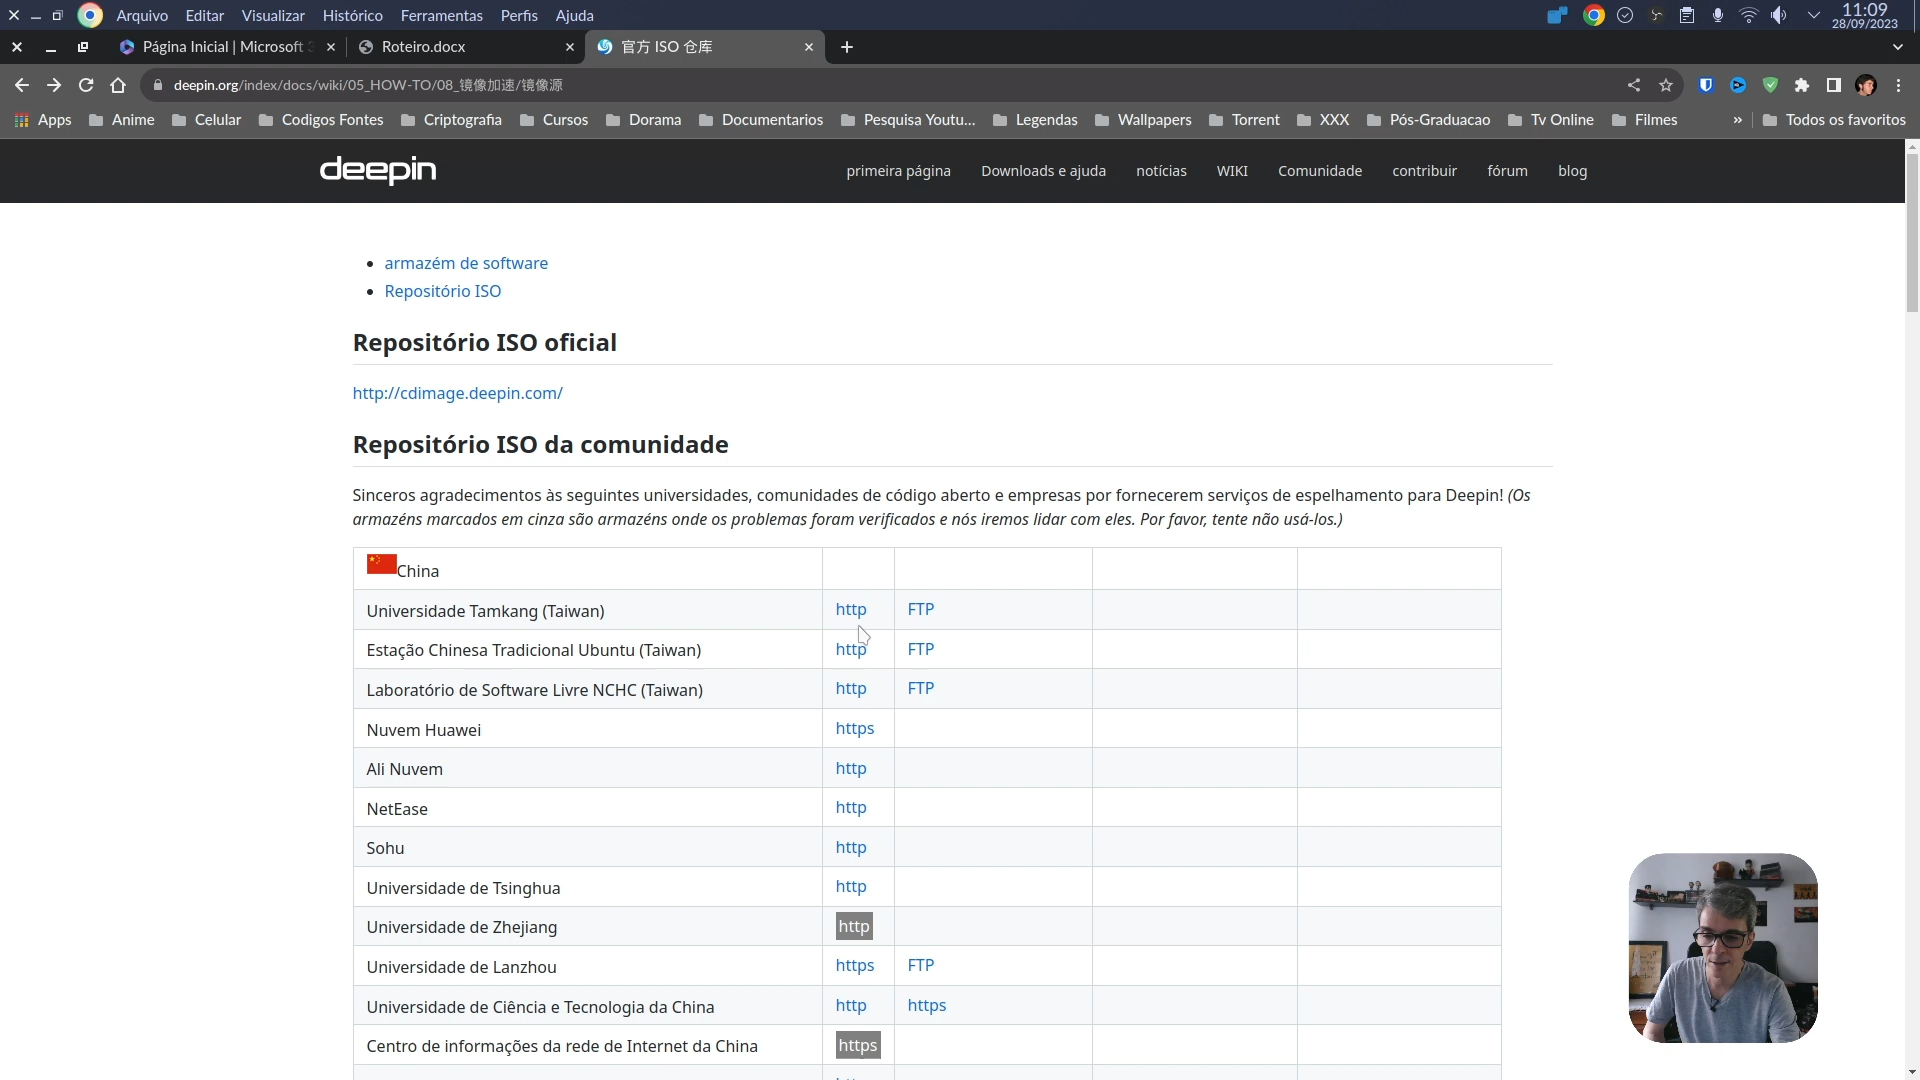 Arquivo Editar Visualizar Histórico Ferramentas Perfis Ajuda
11:09
28/09/2023
Página Inicial | Microsoft
Roteiro.docx
官方 ISO 仓库
deepin.org/index/docs/wiki/05_HOW-TO/08_镜像加速/镜像源
Apps Anime Celular Codigos Fontes Criptografia Cursos Dorama Documentarios Pesquisa Youtu... Legendas Wallpapers Torrent XXX Pós-Graduacao Tv Online Filmes » Todos os favoritos
deepin
primeira página Downloads e ajuda notícias WIKI Comunidade contribuir fórum blog
armazém de software
Repositório ISO
Repositório ISO oficial
http://cdimage.deepin.com/
Repositório ISO da comunidade
Sinceros agradecimentos às seguintes universidades, comunidades de código aberto e empresas por fornecerem serviços de espelhamento para Deepin! (Os
armazéns marcados em cinza são armazéns onde os problemas foram verificados e nós iremos lidar com eles. Por favor, tente não usá-los.)
China
Universidade Tamkang (Taiwan) http FTP
Estação Chinesa Tradicional Ubuntu (Taiwan) http FTP
Laboratório de Software Livre NCHC (Taiwan) http FTP
Nuvem Huawei https
Ali Nuvem http
NetEase http
Sohu http
Universidade de Tsinghua http
Universidade de Zhejiang http
Universidade de Lanzhou https FTP
Universidade de Ciência e Tecnologia da China http https
Centro de informações da rede de Internet da China https